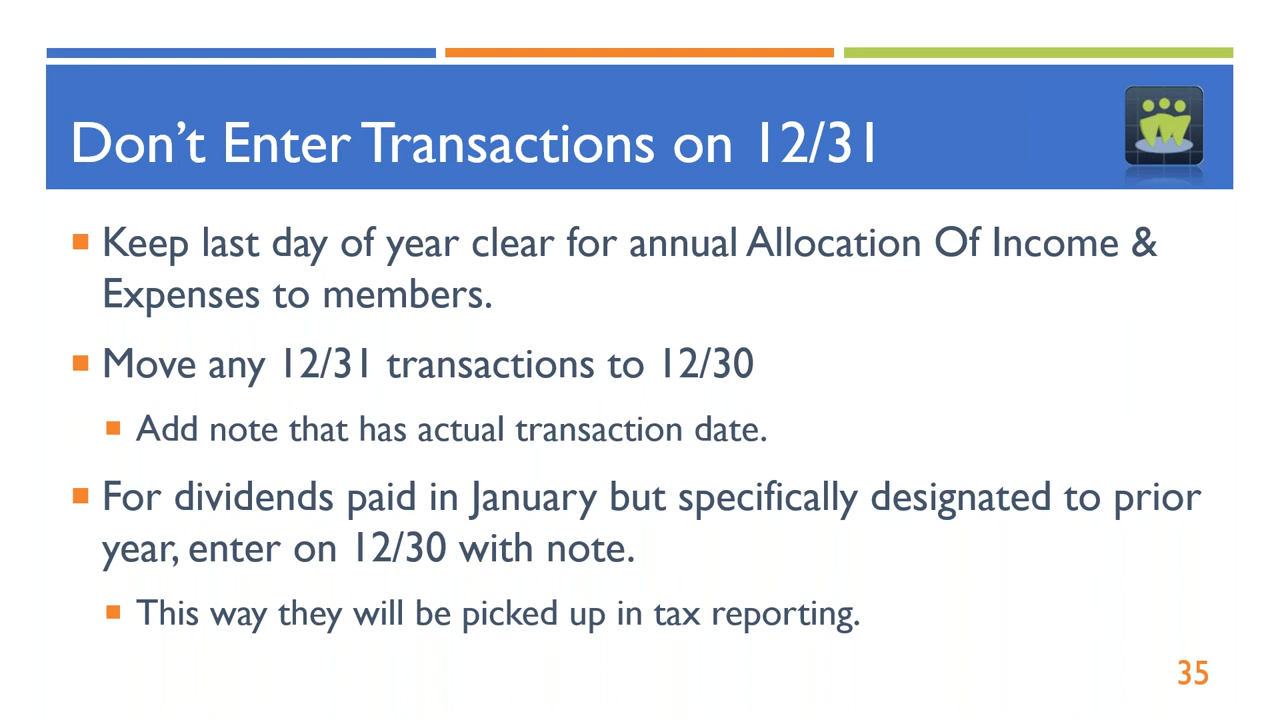 Don’t Enter Transactions on 12/31
Keep last day of year clear for annual Allocation Of Income &
Expenses to members.
Move any 12/31 transactions to 12/30
Add note that has actual transaction date.
For dividends paid in January but specifically designated to prior
year, enter on 12/30 with note.
This way they will be picked up in tax reporting.
35